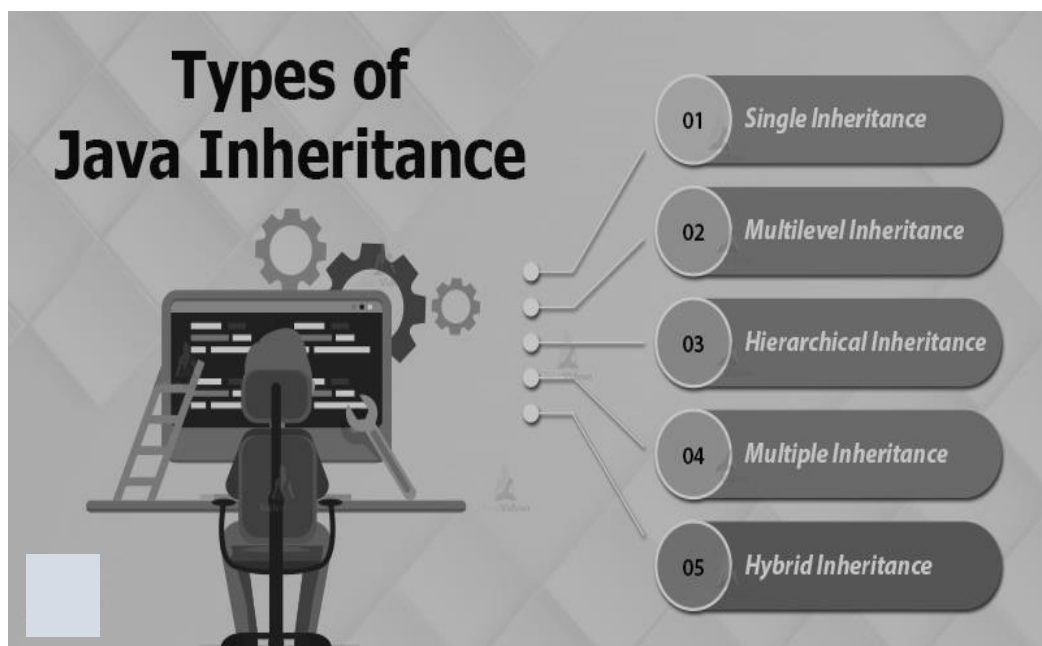 Types of
Java Inheritance
01 Single Inheritance
02 Multilevel Inheritance
03 Hierarchical Inheritance
04 Multiple Inheritance
05 Hybrid Inheritance